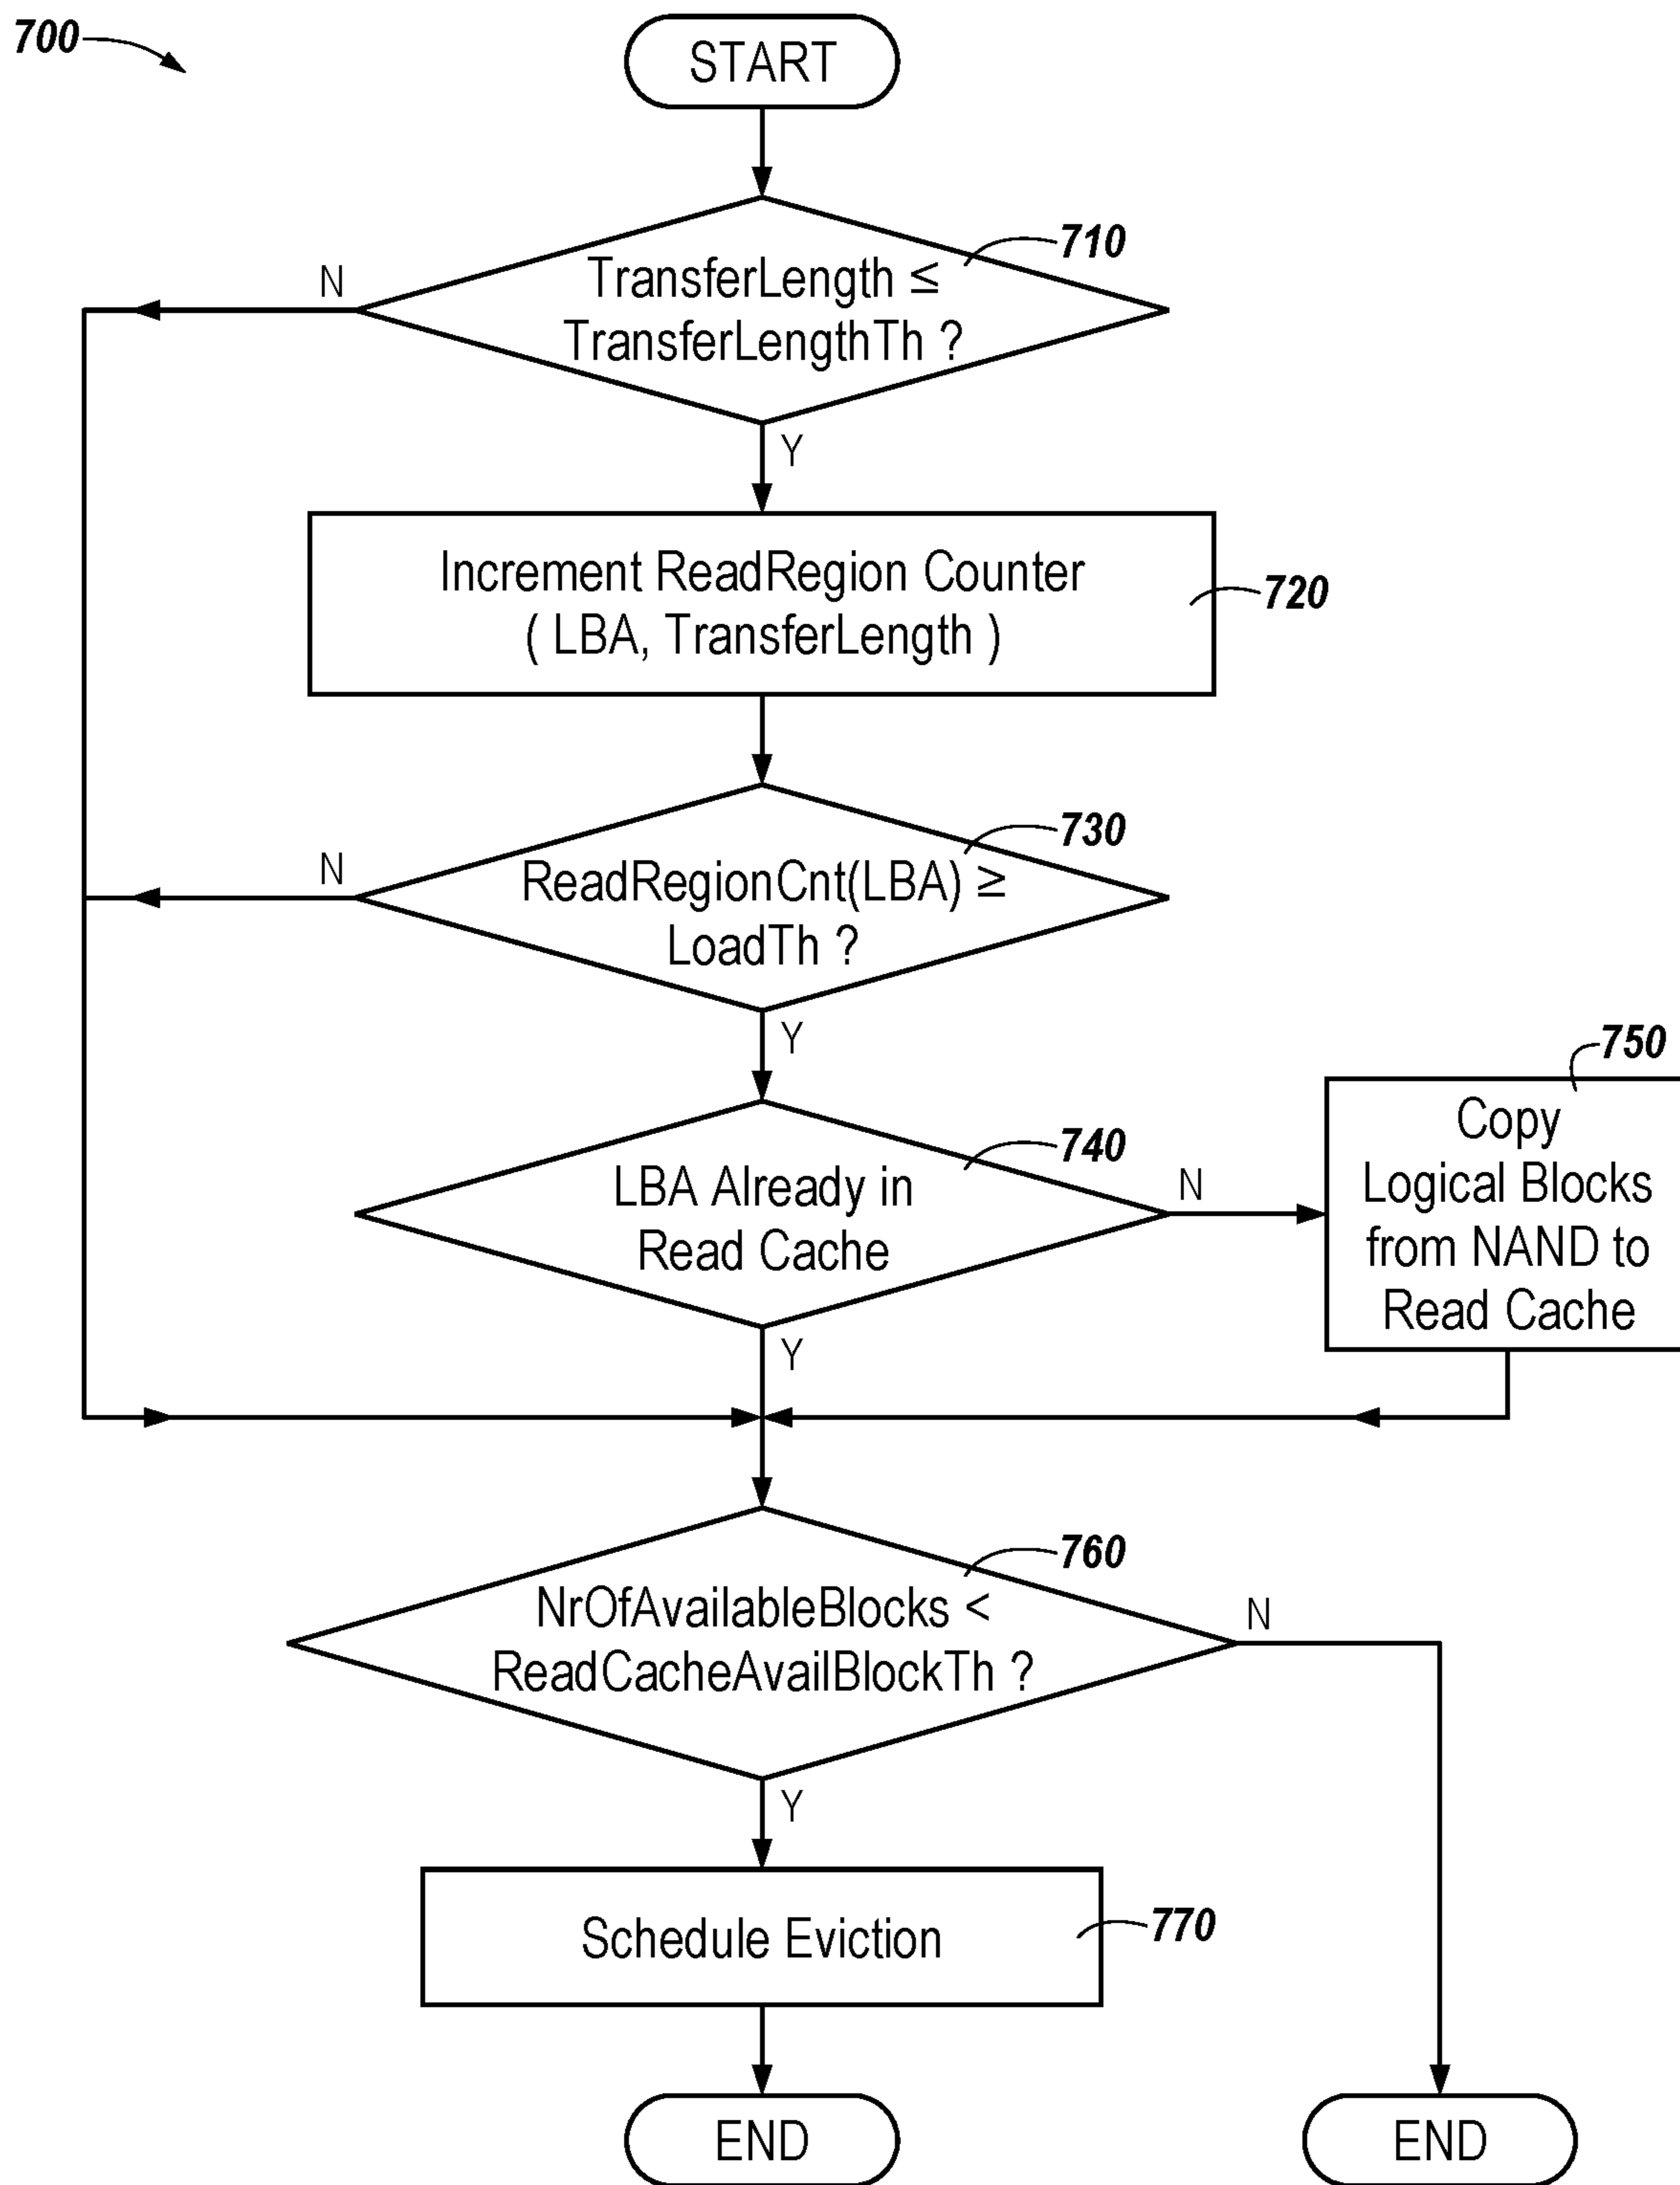 700
START
710
TransferLength ≤
TransferLengthTh ?
N
Y
Increment ReadRegion Counter
( LBA, TransferLength )
720
730
ReadRegionCnt(LBA) ≥
LoadTh ?
N
Y
740
LBA Already in
Read Cache
N
Y
750
Copy
Logical Blocks
from NAND to
Read Cache
760
NrOfAvailableBlocks <
ReadCacheAvailBlockTh ?
N
Y
Schedule Eviction
770
END
END